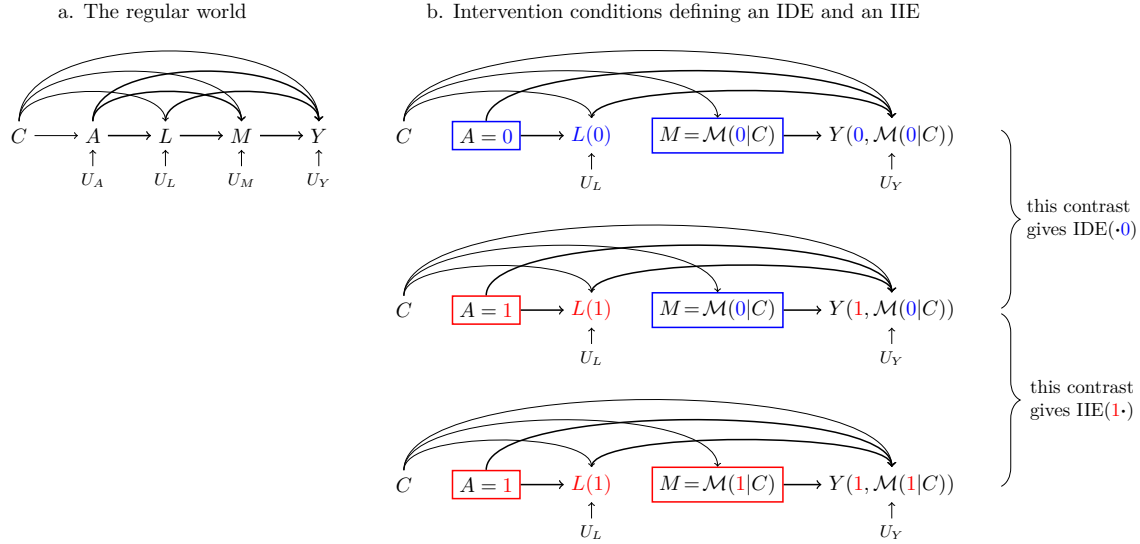 a. The regular world
b. Intervention conditions defining an IDE and an IIE
C A L M Y
U_A U_L U_M U_Y
C A = 0 L(0) M = ℳ(0|C) Y(0, ℳ(0|C))
U_L U_Y
this contrast
gives IDE(·0)
C A = 1 L(1) M = ℳ(0|C) Y(1, ℳ(0|C))
U_L U_Y
this contrast
gives IIE(1·)
C A = 1 L(1) M = ℳ(1|C) Y(1, ℳ(1|C))
U_L U_Y